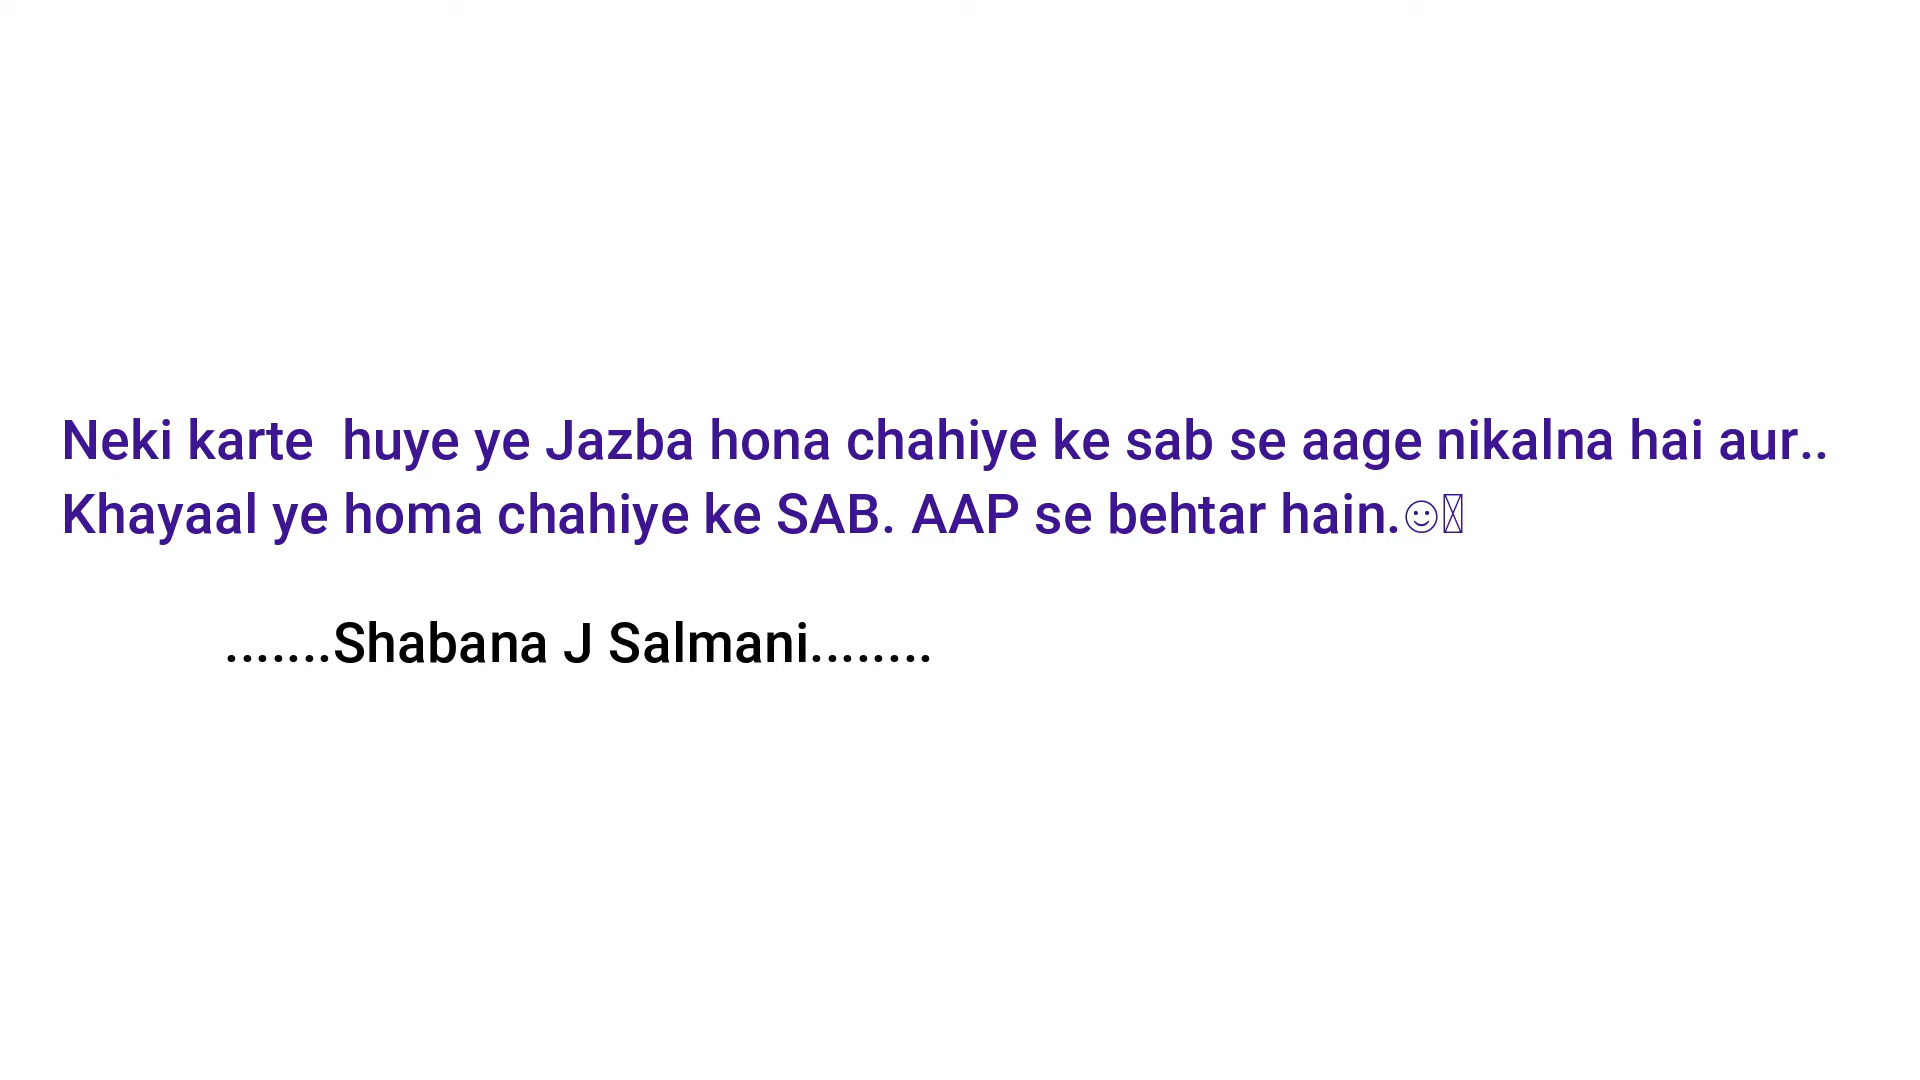 Neki karte  huye ye Jazba hona chahiye ke sab se aage nikalna hai aur..
Khayaal ye homa chahiye ke SAB. AAP se behtar hain.☺
.......Shabana J Salmani........